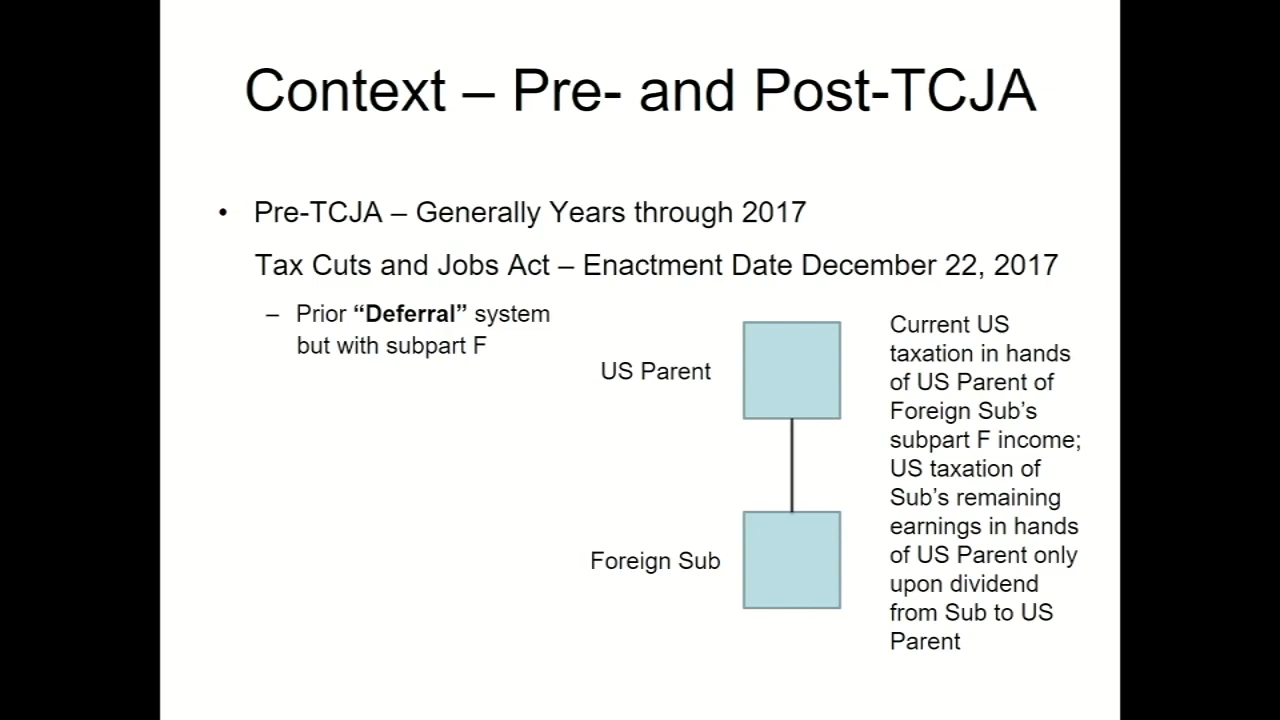 Context – Pre- and Post-TCJA
• Pre-TCJA – Generally Years through 2017
Tax Cuts and Jobs Act – Enactment Date December 22, 2017
– Prior “Deferral” system
but with subpart F
US Parent
Foreign Sub
Current US
taxation in hands
of US Parent of
Foreign Sub’s
subpart F income;
US taxation of
Sub’s remaining
earnings in hands
of US Parent only
upon dividend
from Sub to US
Parent